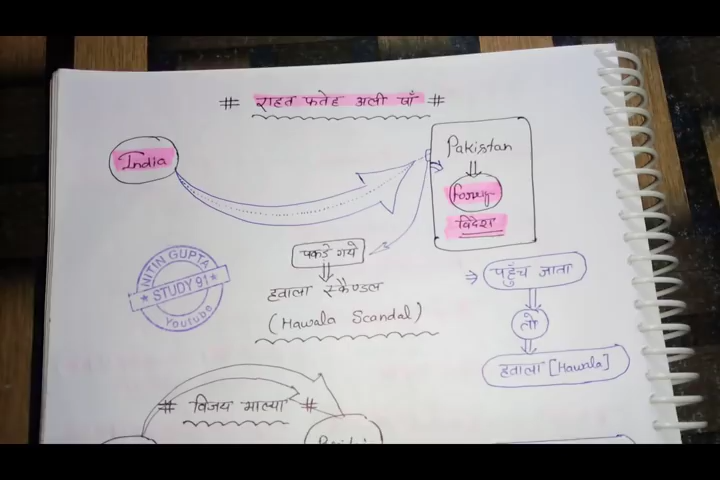 # राहत फतेह अली खाँ #
India
Pakistan
विदेश
पकड़े गये
हवाला स्कैण्डल
(Hawala Scandal)
पहुँच जाता
तो
हवाला [Hawala]
NITIN GUPTA
★ STUDY 91 ★
Youtube
# विजय माल्या #